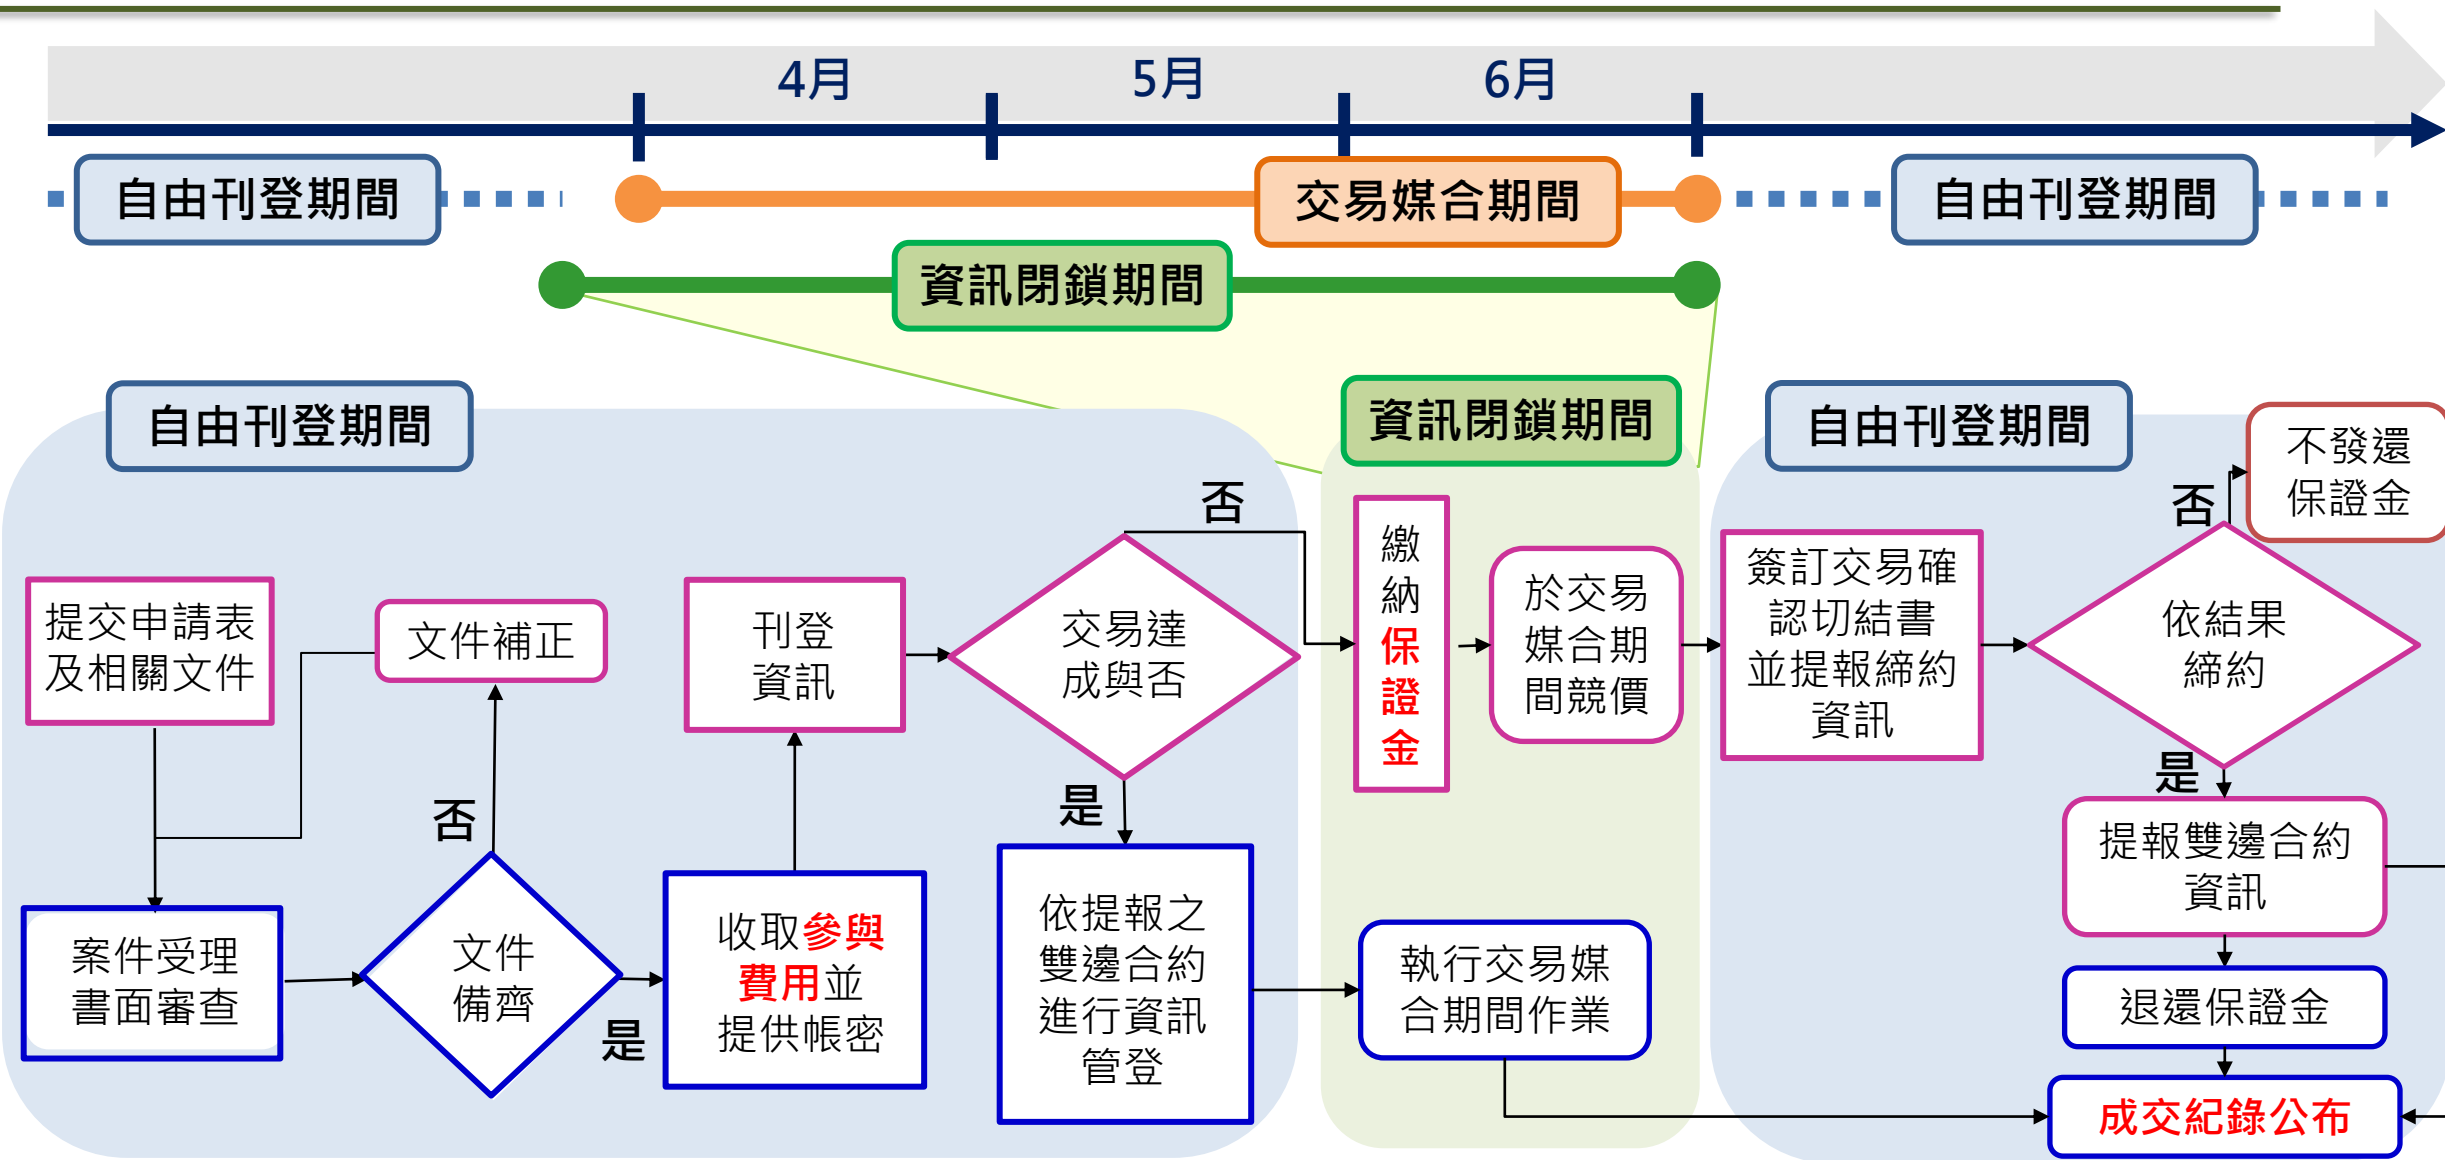 4月
5月
6月
自由刊登期間
交易媒合期間
自由刊登期間
資訊閉鎖期間
自由刊登期間
資訊閉鎖期間
自由刊登期間
提交申請表
及相關文件
文件補正
否
案件受理
書面審查
文件
備齊
是
收取參與
費用並
提供帳密
刊登
資訊
交易達
成與否
否
是
依提報之
雙邊合約
進行資訊
管登
繳
納
保
證
金
於交易
媒合期
間競價
執行交易媒
合期間作業
簽訂交易確
認切結書
並提報締約
資訊
依結果
締約
否
不發還
保證金
是
提報雙邊合約
資訊
退還保證金
成交紀錄公布